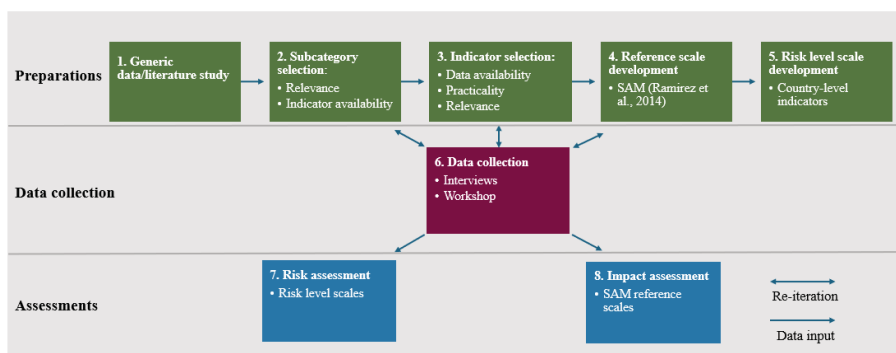 Preparations
1. Generic
data/literature study
2. Subcategory
selection:
• Relevance
• Indicator availability
3. Indicator selection:
• Data availability
• Practicality
• Relevance
4. Reference scale
development
• SAM (Ramirez et
al., 2014)
5. Risk level scale
development
• Country-level
indicators
Data collection
6. Data collection
• Interviews
• Workshop
Assessments
7. Risk assessment
• Risk level scales
8. Impact assessment
• SAM reference
scales
Re-iteration
Data input